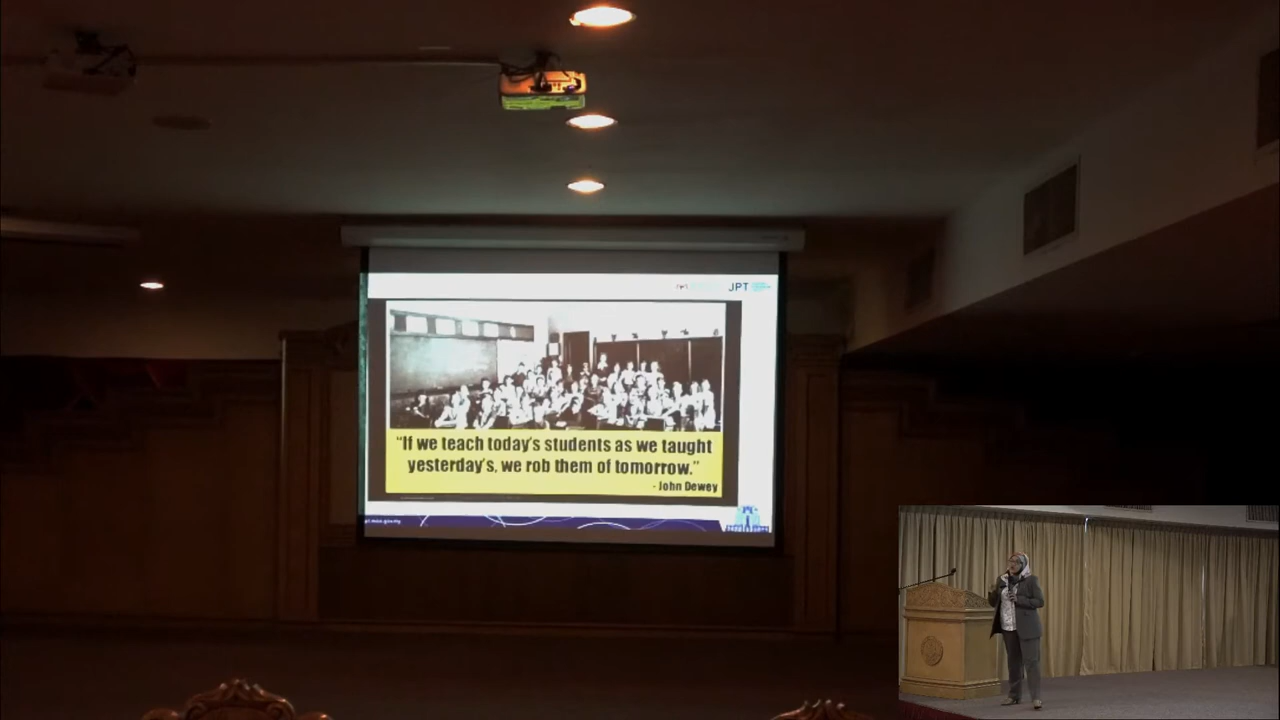 JPT
“If we teach today’s students as we taught
yesterday’s, we rob them of tomorrow.”
- John Dewey